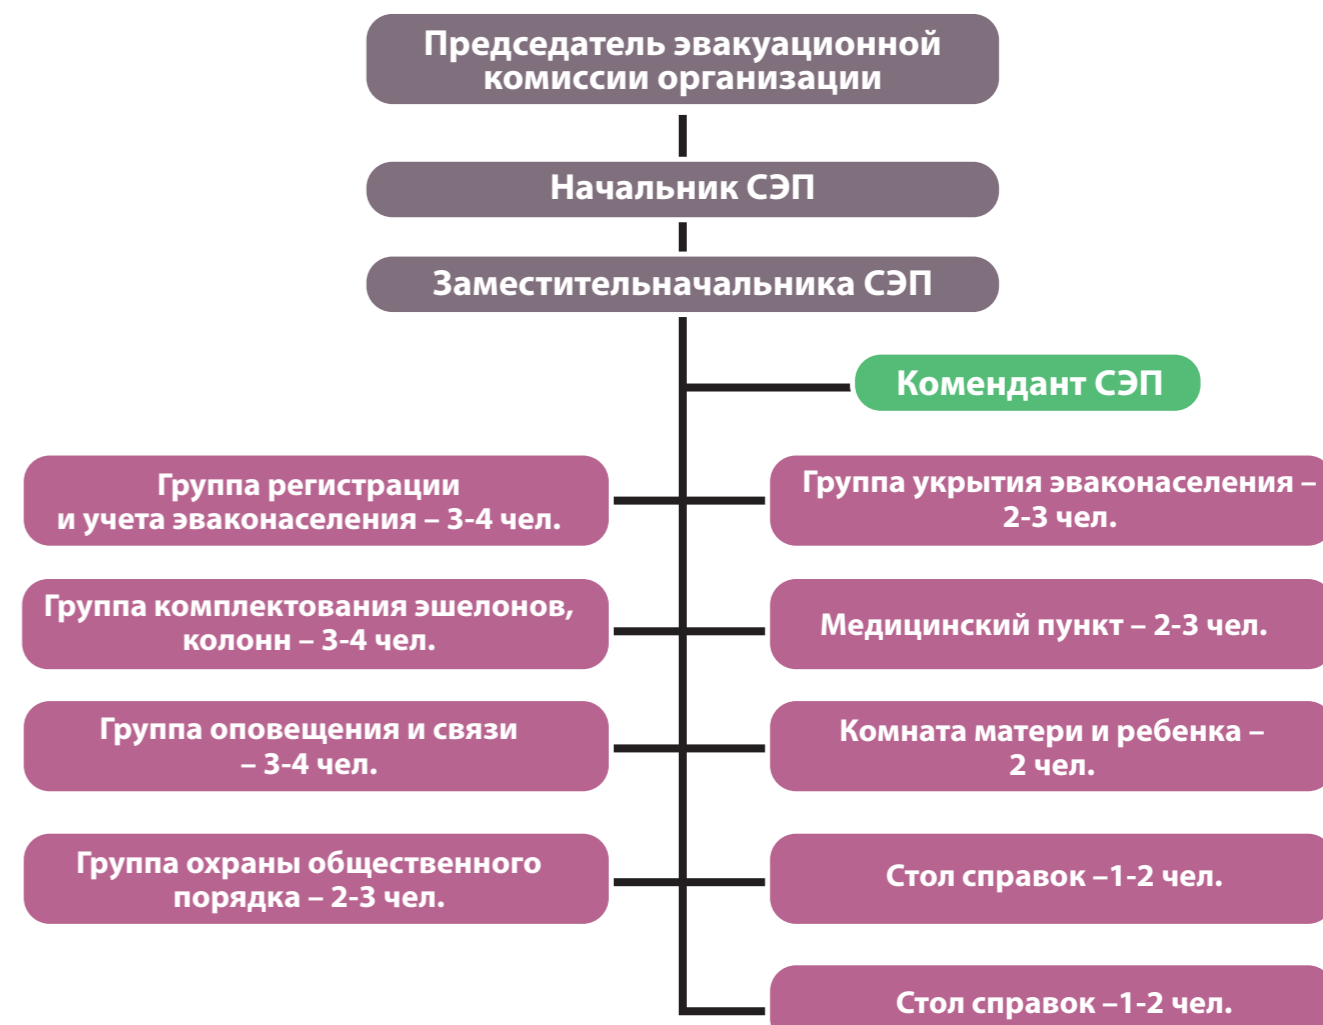 Председатель эвакуационной
комиссии организации
Начальник СЭП
Заместительначальника СЭП
Комендант СЭП
Группа регистрации
и учета эваконаселения – 3-4 чел.
Группа укрытия эваконаселения –
2-3 чел.
Группа комплектования эшелонов,
колонн – 3-4 чел.
Медицинский пункт – 2-3 чел.
Группа оповещения и связи
– 3-4 чел.
Комната матери и ребенка –
2 чел.
Группа охраны общественного
порядка – 2-3 чел.
Стол справок –1-2 чел.
Стол справок –1-2 чел.